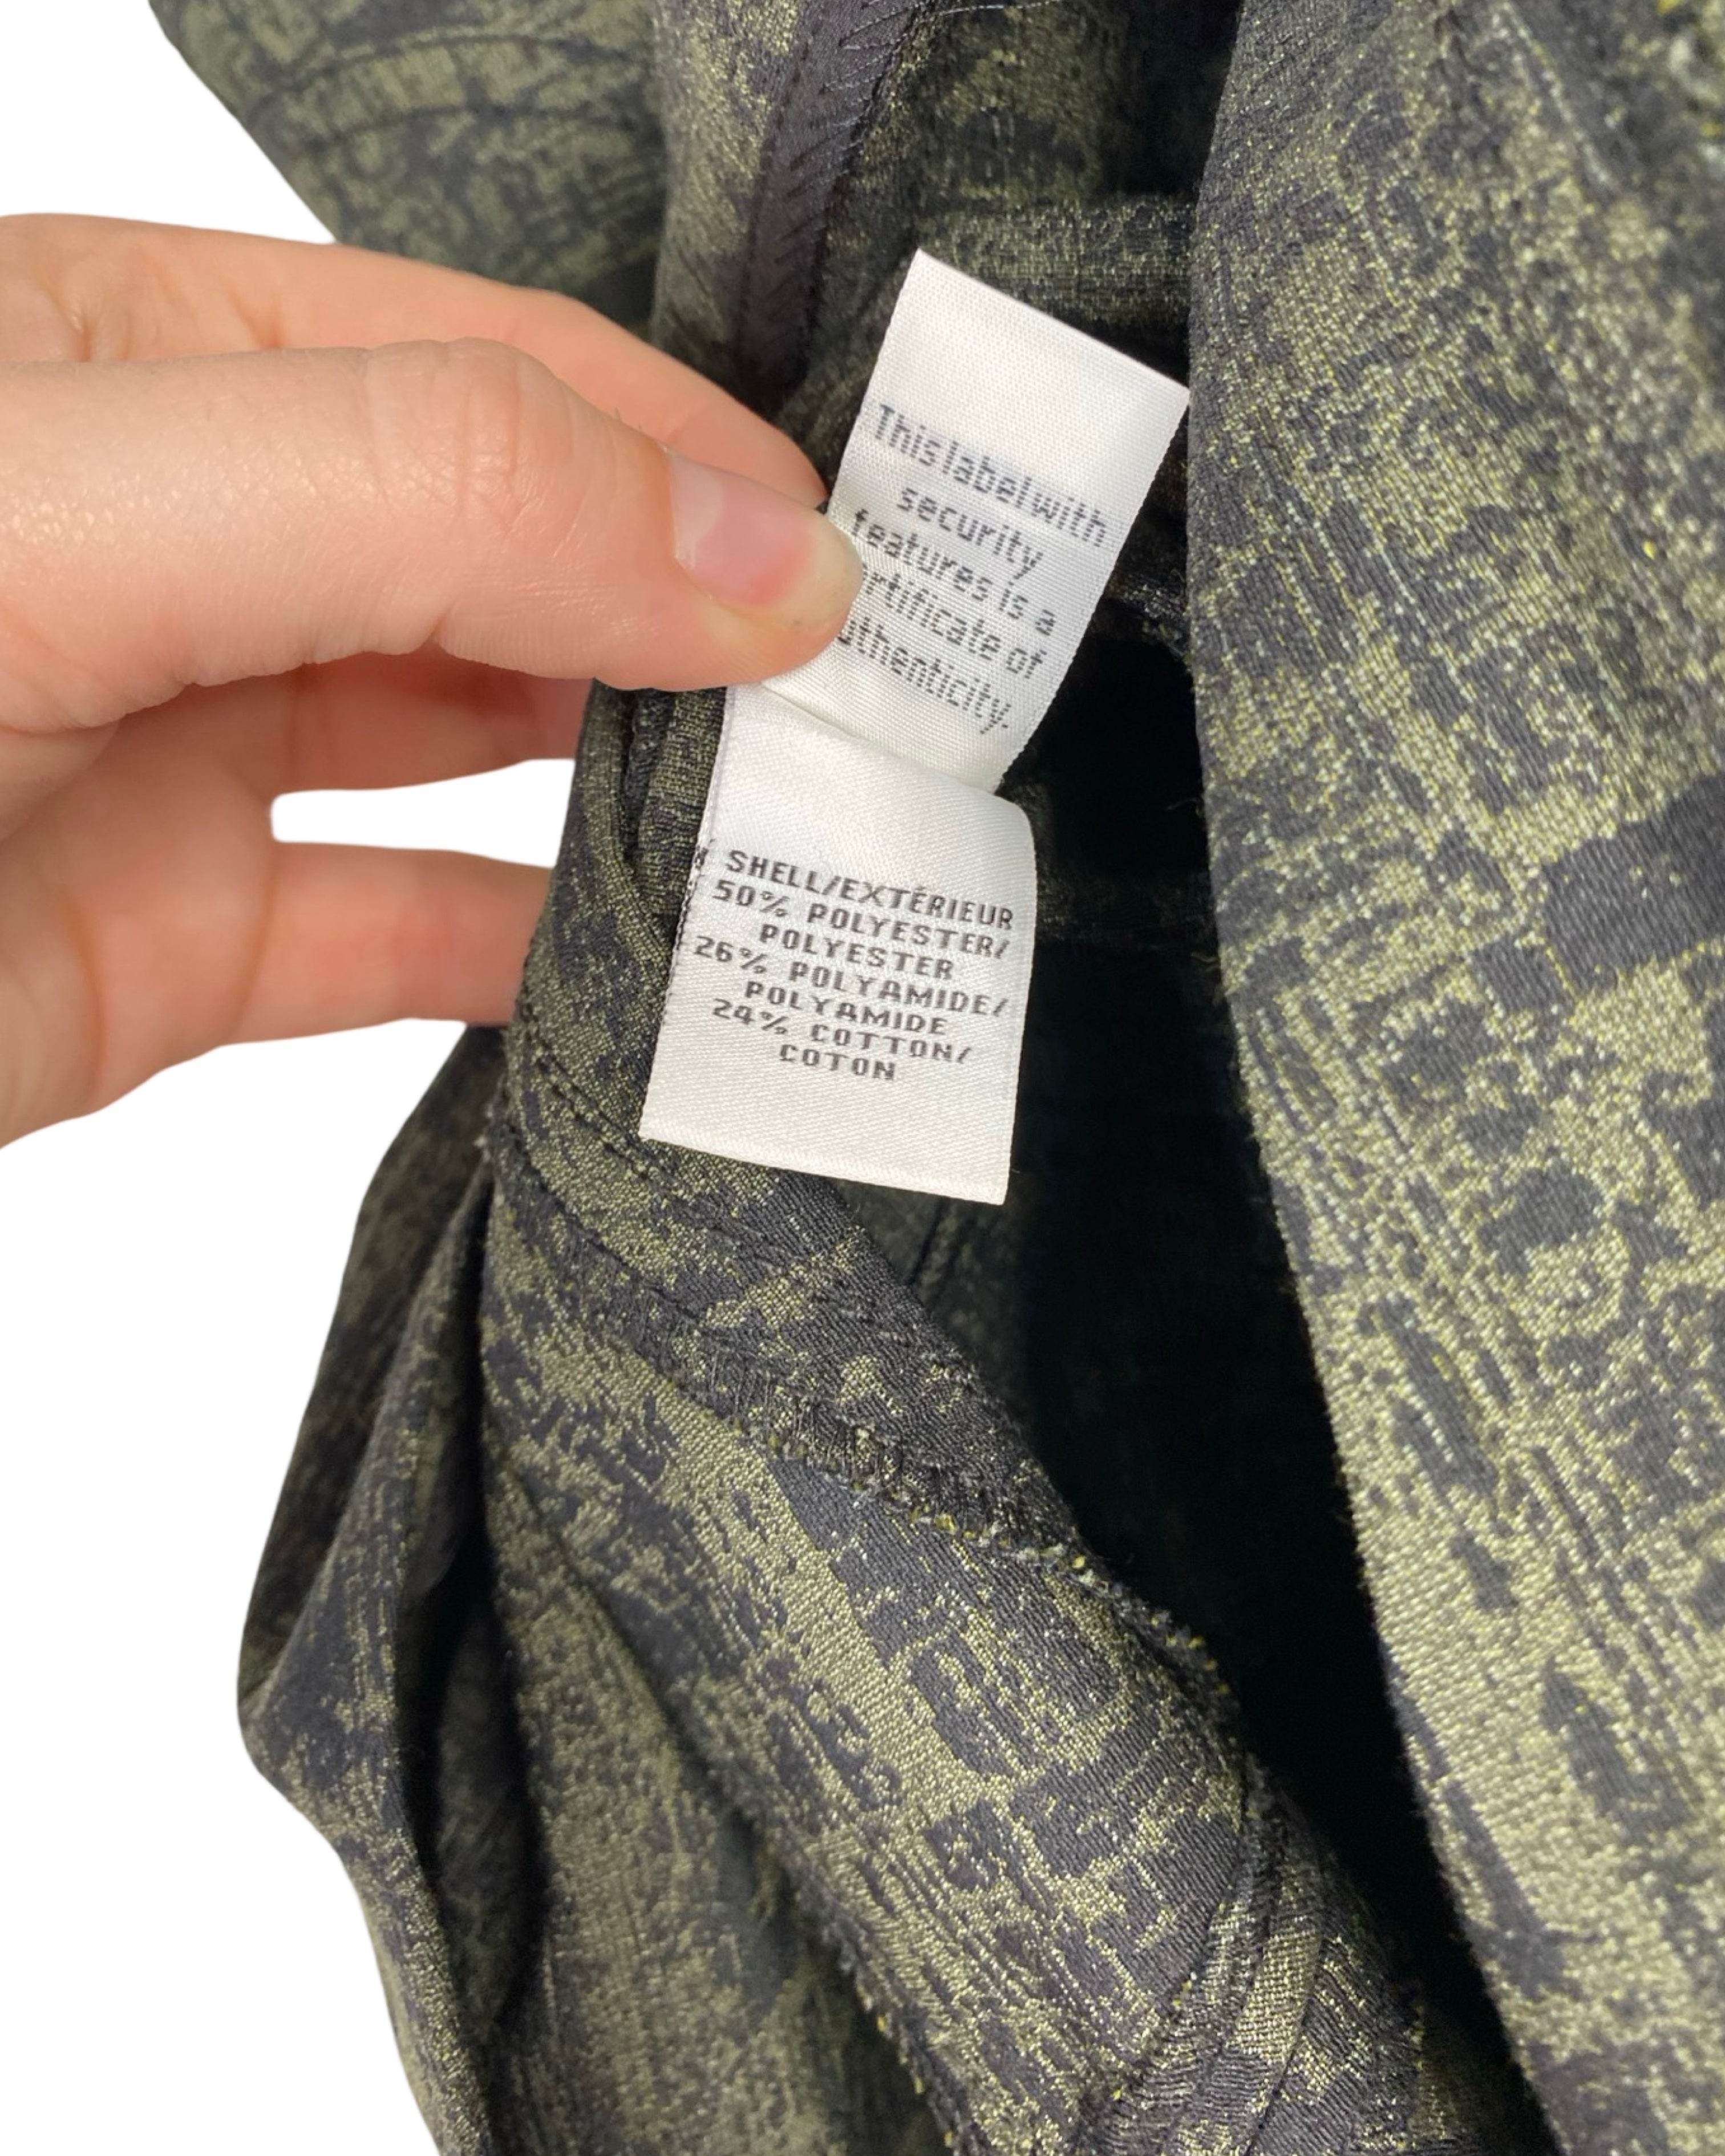 This label with
security
features is a
rtificate of
uthenticity.
SHELL/EXTÉRIEUR
50% POLYESTER/
POLYESTER
26% POLYAMIDE/
POLYAMIDE
24% COTTON/
COTON